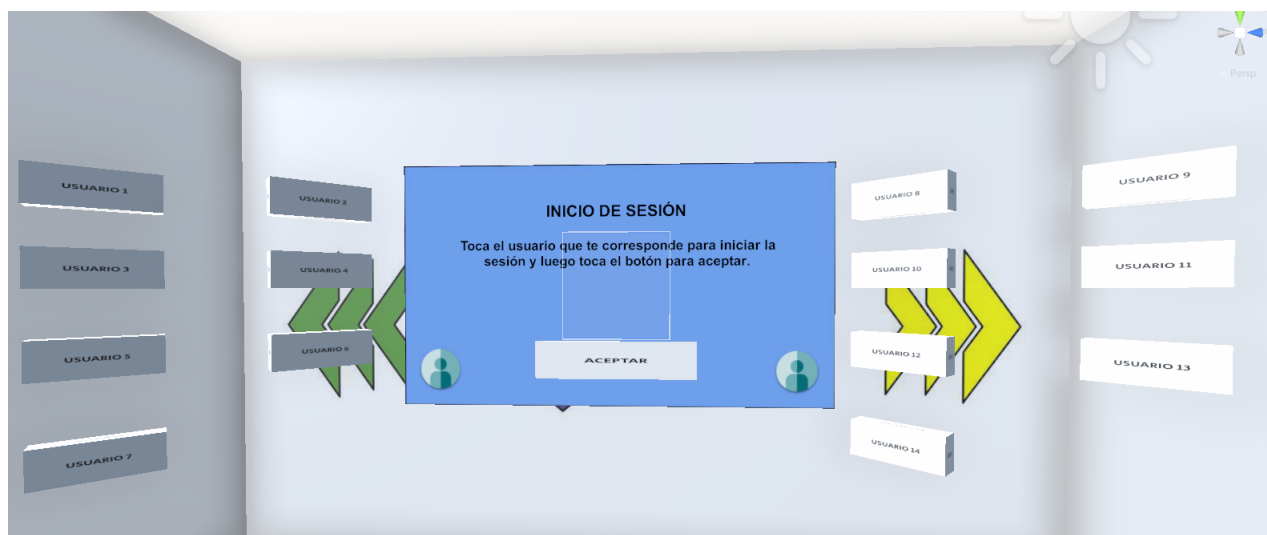 Persp
USUARIO 1
USUARIO 2
USUARIO 3
USUARIO 4
USUARIO 5
USUARIO 6
USUARIO 7
INICIO DE SESIÓN
Toca el usuario que te corresponde para iniciar la
sesión y luego toca el botón para aceptar.
ACEPTAR
USUARIO 8
USUARIO 9
USUARIO 10
USUARIO 11
USUARIO 12
USUARIO 13
USUARIO 14